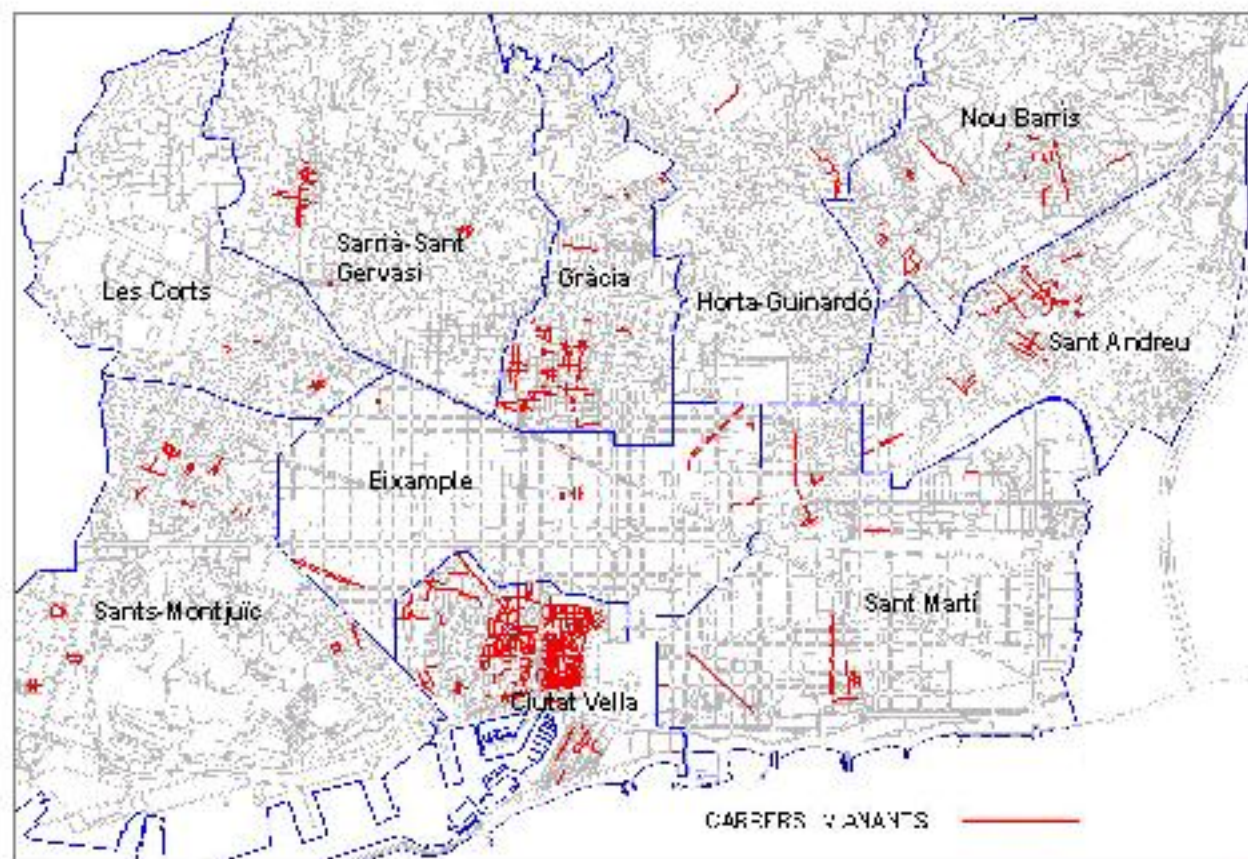 Nou Barris
Sarrià-Sant
Gervasi
Gràcia
Les Corts
Horta-Guinardó
Sant Andreu
Eixample
Sants-Montjuïc
Sant Martí
Ciutat Vella
CARRERS VIANANTS